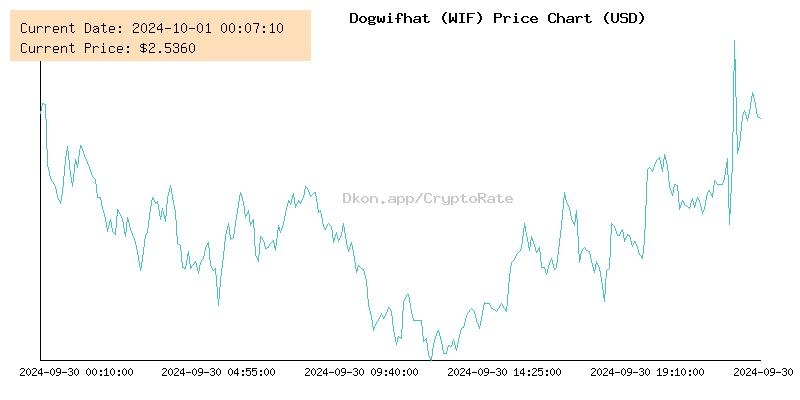 Dogwifhat (WIF) Price Chart (USD)
Current Date: 2024-10-01 00:07:10
Current Price: $2.5360
Dkon.app/CryptoRate
2024-09-30 00:10:00
2024-09-30 04:55:00
2024-09-30 09:40:00
2024-09-30 14:25:00
2024-09-30 19:10:00
2024-09-30